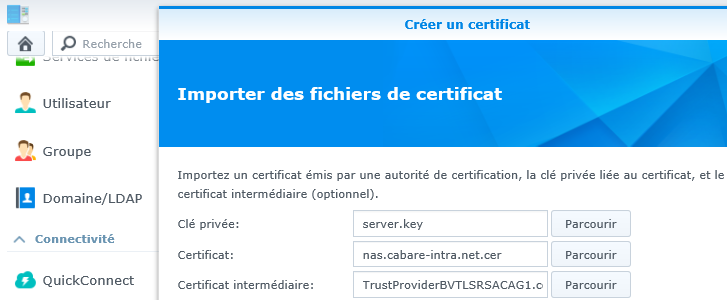 Créer un certificat
Recherche
Services de fichie
Utilisateur
Groupe
Domaine/LDAP
Connectivité
QuickConnect
Importer des fichiers de certificat
Importez un certificat émis par une autorité de certification, la clé privée liée au certificat, et le
certificat intermédiaire (optionnel).
Clé privée: server.key Parcourir
Certificat: nas.cabare-intra.net.cer Parcourir
Certificat intermédiaire: TrustProviderBVTLSRSACAG1.c Parcourir